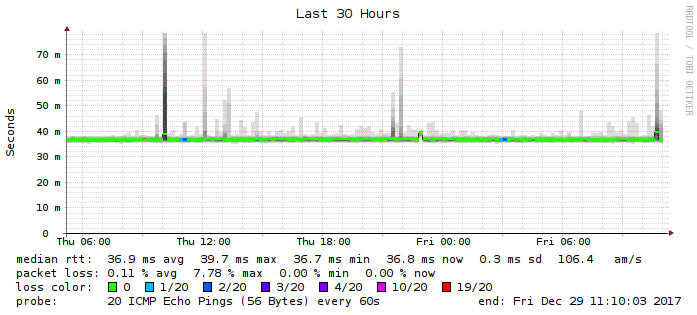 Last 30 Hours
RRDTOOL / TOBI OETIKER
Seconds
70 m
60 m
50 m
40 m
30 m
20 m
10 m
0
Thu 06:00 Thu 12:00 Thu 18:00 Fri 00:00 Fri 06:00
median rtt: 36.9 ms avg 39.7 ms max 36.7 ms min 36.8 ms now 0.3 ms sd 106.4 am/s
packet loss: 0.11 % avg 7.78 % max 0.00 % min 0.00 % now
loss color: 0 1/20 2/20 3/20 4/20 10/20 19/20
probe: 20 ICMP Echo Pings (56 Bytes) every 60s end: Fri Dec 29 11:10:03 2017